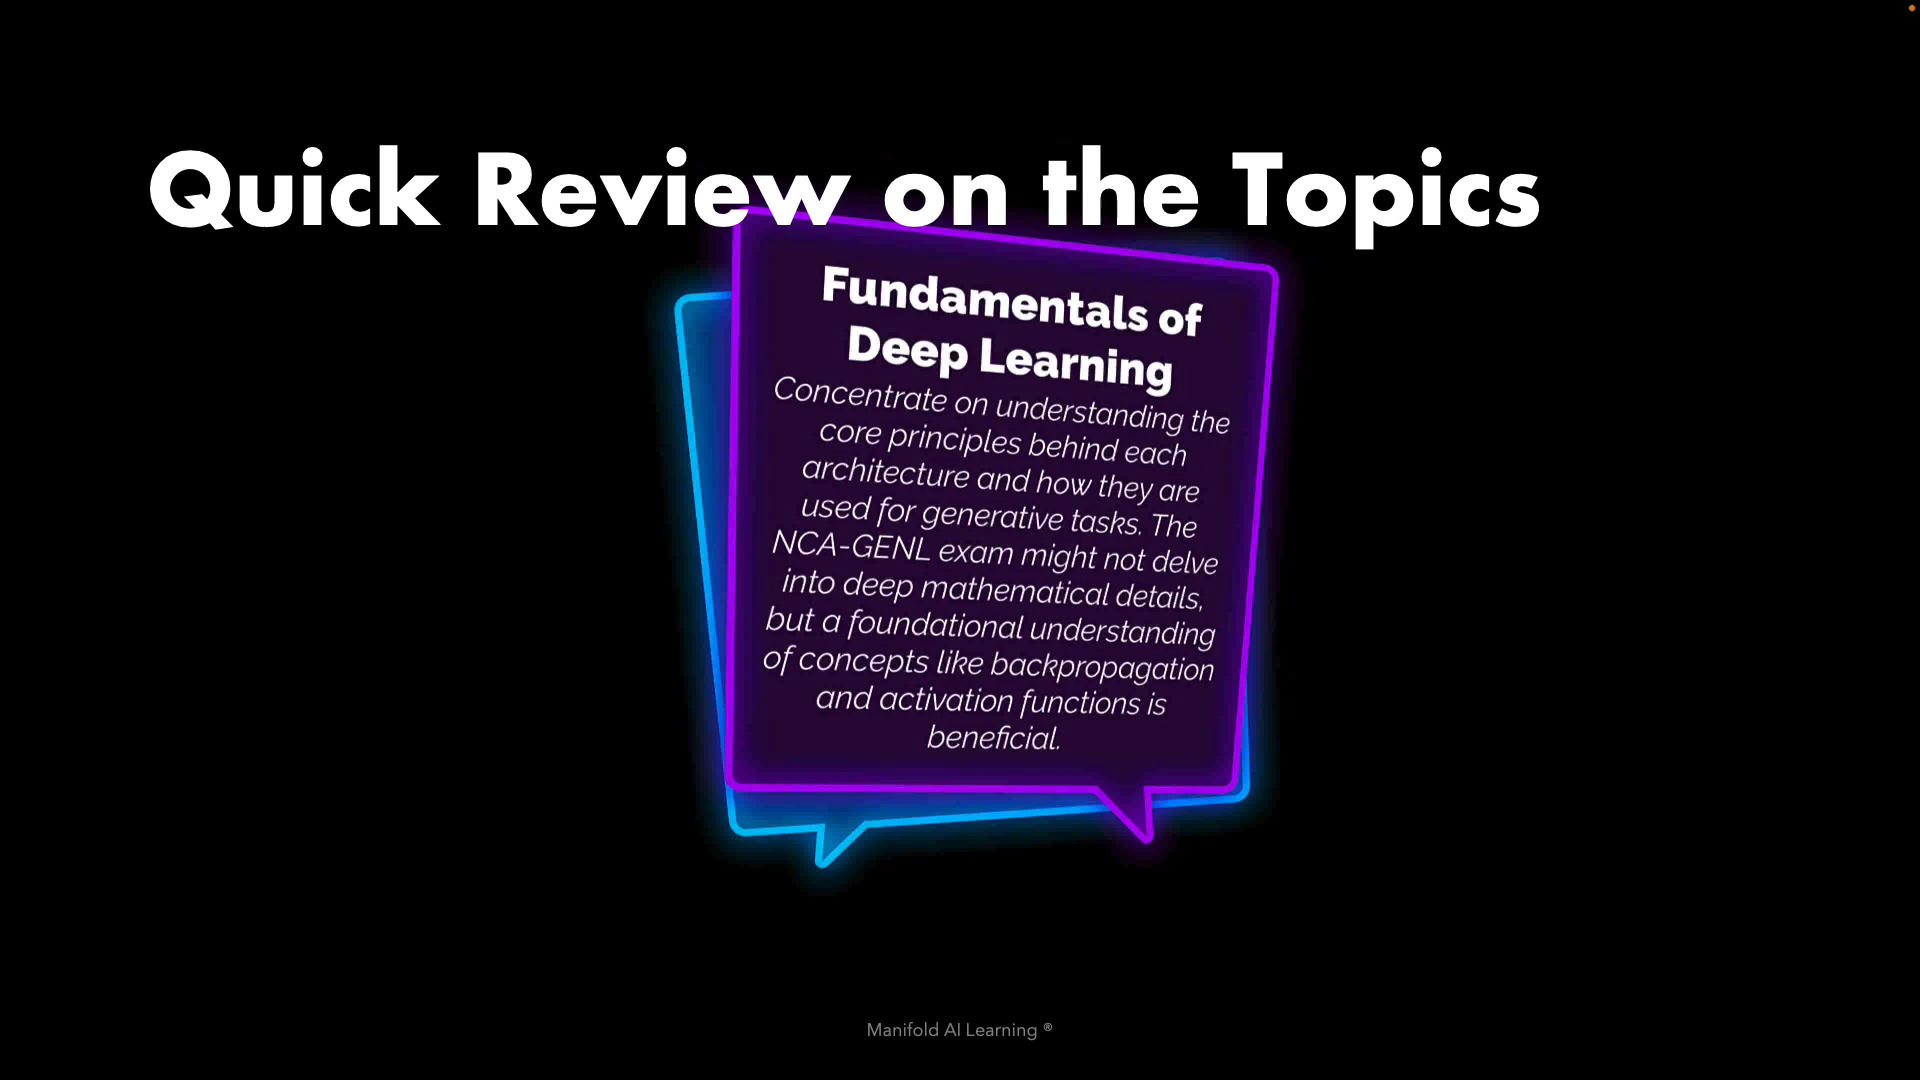 Quick Review on the Topics
Fundamentals of
Deep Learning
Concentrate on understanding the
core principles behind each
architecture and how they are
used for generative tasks. The
NCA-GENL exam might not delve
into deep mathematical details,
but a foundational understanding
of concepts like backpropagation
and activation functions is
beneficial.
Manifold AI Learning ®